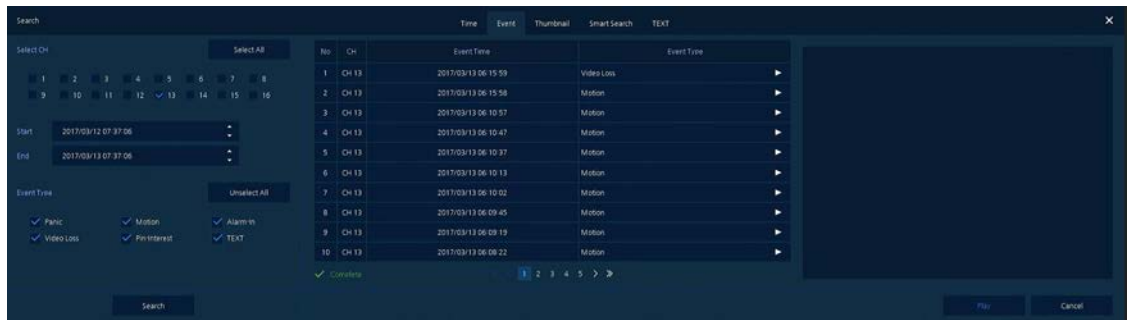 Search
Time Event Thumbnail Smart Search TEXT
Select CH Select All
1 2 3 4 5 6 7 8
9 10 11 12 13 14 15 16
Start 2017/03/12 07:37:06
End 2017/03/13 07:37:06
Event Type Unselect All
Panic Motion Alarm-In
Video Loss Pin-Interest TEXT
Search
No CH Event Time Event Type
1 CH 13 2017/03/13 06:15:59 Video Loss
2 CH 13 2017/03/13 06:15:58 Motion
3 CH 13 2017/03/13 06:10:57 Motion
4 CH 13 2017/03/13 06:10:47 Motion
5 CH 13 2017/03/13 06:10:37 Motion
6 CH 13 2017/03/13 06:10:13 Motion
7 CH 13 2017/03/13 06:10:02 Motion
8 CH 13 2017/03/13 06:09:45 Motion
9 CH 13 2017/03/13 06:09:19 Motion
10 CH 13 2017/03/13 06:08:22 Motion
Complete 1 2 3 4 5
Play Cancel